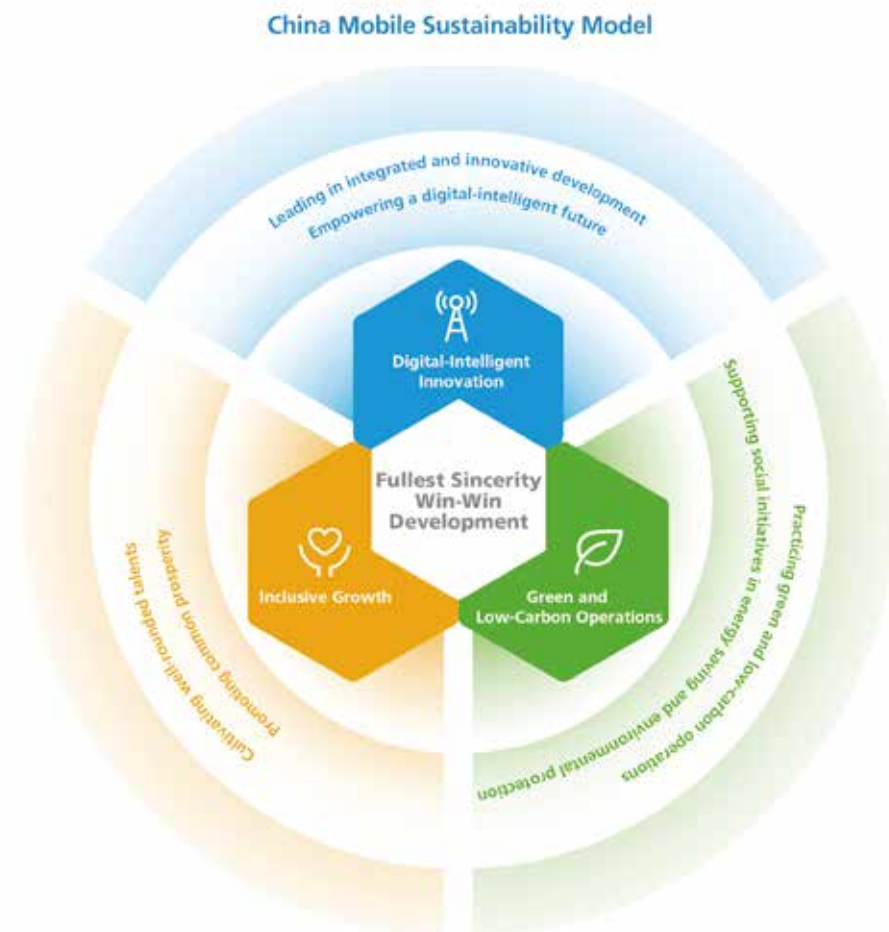 China Mobile Sustainability Model
Leading in integrated and innovative development
Empowering a digital-intelligent future
Digital-Intelligent
Innovation
Fullest Sincerity
Win-Win
Development
Inclusive Growth
Green and
Low-Carbon Operations
Promoting common prosperity
Cultivating well-rounded talents
Practicing green and low-carbon operations
Supporting social initiatives in energy saving and environmental protection